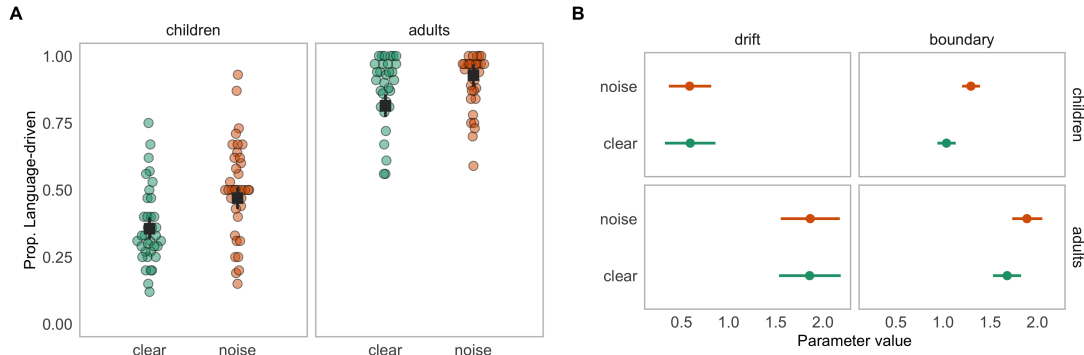 A
children adults
Prop. Language-driven
1.00
0.75
0.50
0.25
0.00
clear noise clear noise
B
drift boundary
noise
clear
children
noise
clear
adults
0.5 1.0 1.5 2.0 0.5 1.0 1.5 2.0
Parameter value